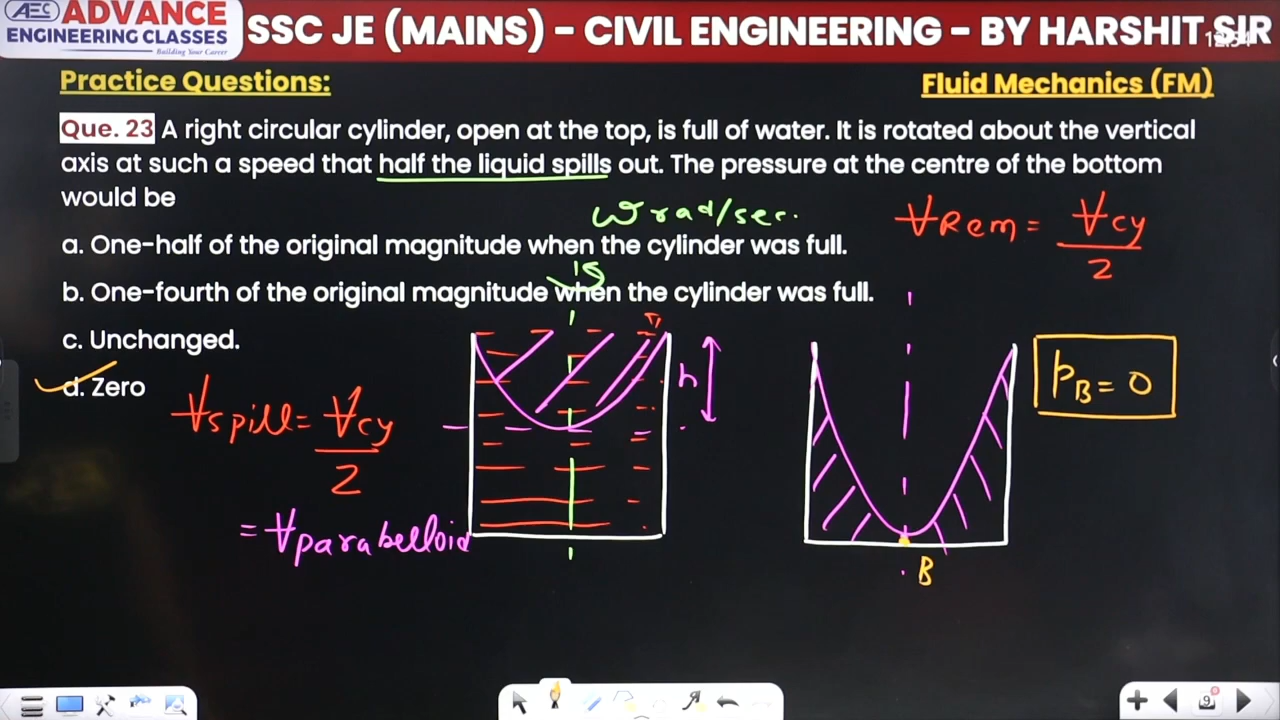 AEC ADVANCE
ENGINEERING CLASSES
Building Your Career
SSC JE (MAINS) - CIVIL ENGINEERING - BY HARSHIT SIR
Practice Questions:
Fluid Mechanics (FM)
Que. 23 A right circular cylinder, open at the top, is full of water. It is rotated about the vertical
axis at such a speed that half the liquid spills out. The pressure at the centre of the bottom
would be
ω rad/sec.
∀Rem = ∀cy/2
a. One-half of the original magnitude when the cylinder was full.
b. One-fourth of the original magnitude when the cylinder was full.
c. Unchanged.
d. Zero
h
PB = 0
∀spill = ∀cy/2
= ∀parabelloid
B
9